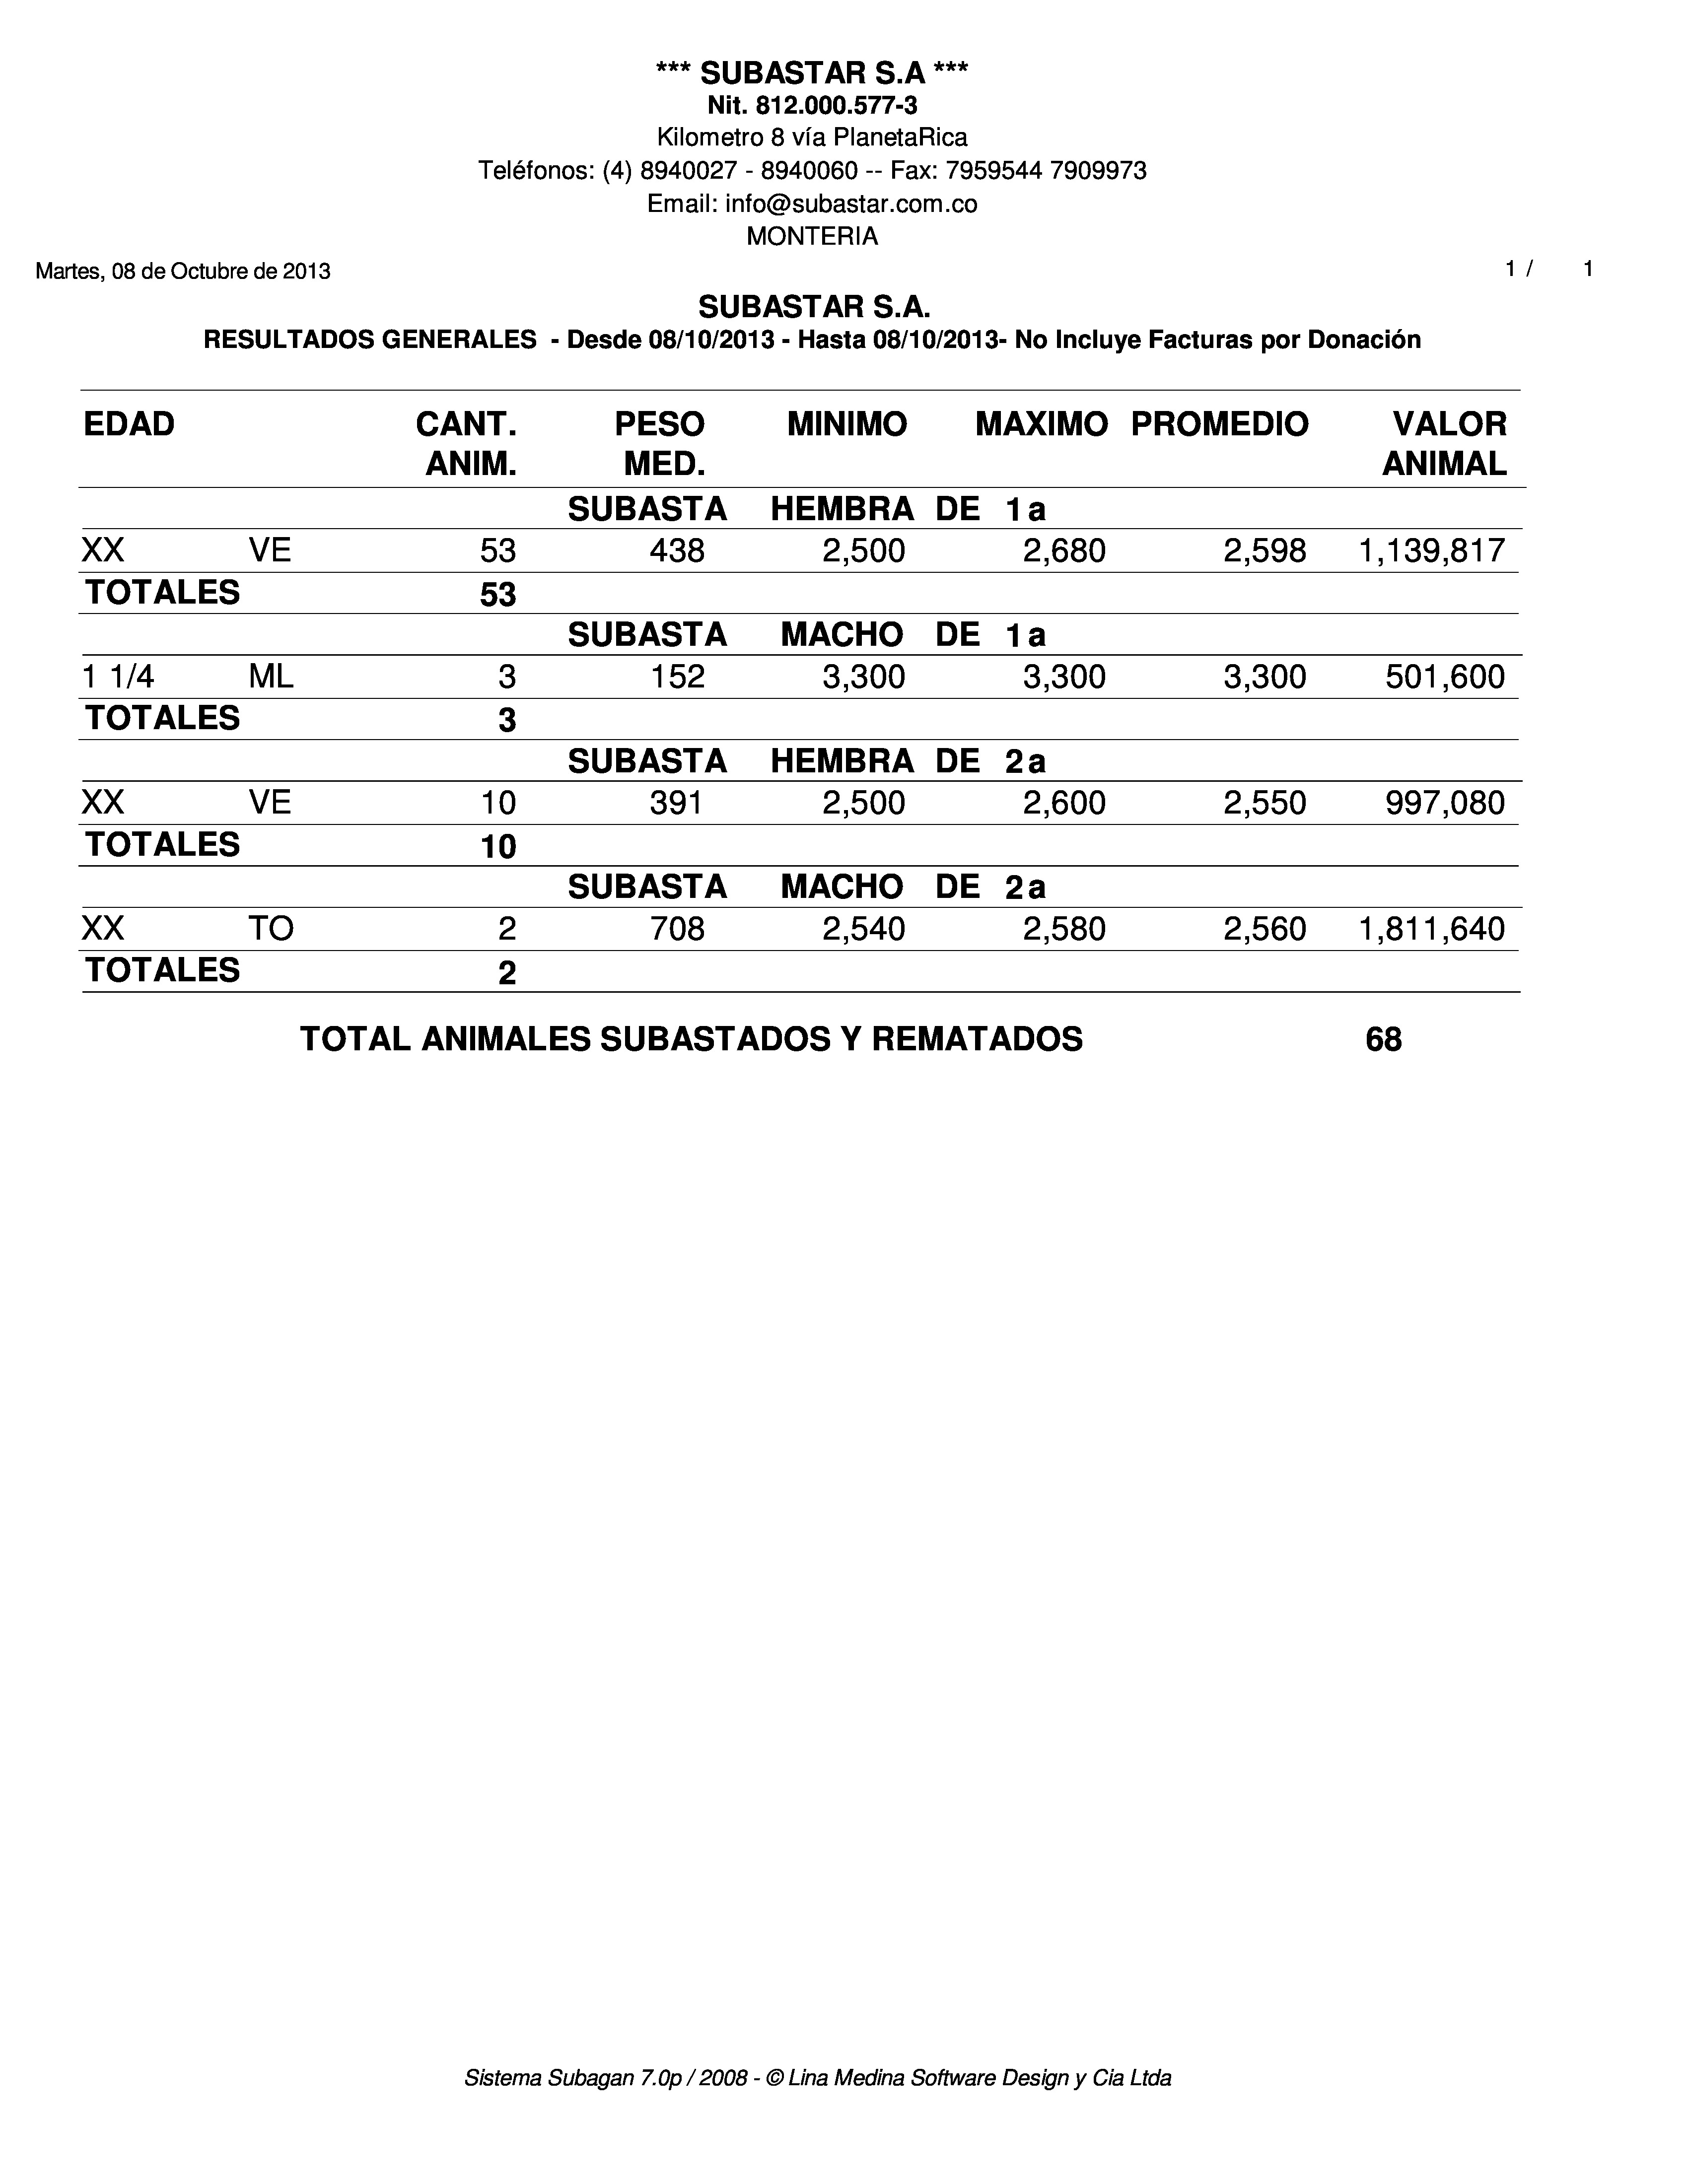 *** SUBASTAR S.A ***
Nit. 812.000.577-3
Kilometro 8 vía PlanetaRica
Teléfonos: (4) 8940027 - 8940060 -- Fax: 7959544 7909973
Email: info@subastar.com.co
MONTERIA
Martes, 08 de Octubre de 2013 1 / 1
SUBASTAR S.A.
RESULTADOS GENERALES - Desde 08/10/2013 - Hasta 08/10/2013- No Incluye Facturas por Donación
EDAD CANT. PESO MINIMO MAXIMO PROMEDIO VALOR
ANIM. MED. ANIMAL
SUBASTA HEMBRA DE 1a
XX VE 53 438 2,500 2,680 2,598 1,139,817
TOTALES 53
SUBASTA MACHO DE 1a
1 1/4 ML 3 152 3,300 3,300 3,300 501,600
TOTALES 3
SUBASTA HEMBRA DE 2a
XX VE 10 391 2,500 2,600 2,550 997,080
TOTALES 10
SUBASTA MACHO DE 2a
XX TO 2 708 2,540 2,580 2,560 1,811,640
TOTALES 2
TOTAL ANIMALES SUBASTADOS Y REMATADOS 68
Sistema Subagan 7.0p / 2008 - © Lina Medina Software Design y Cia Ltda